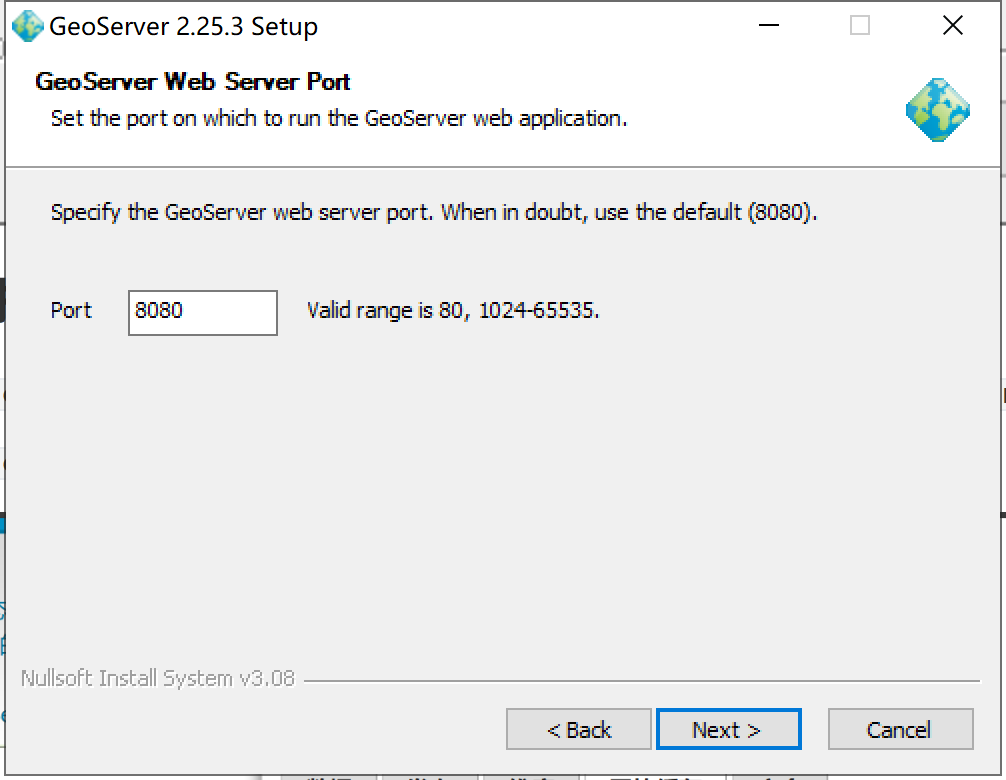 GeoServer 2.25.3 Setup
GeoServer Web Server Port
Set the port on which to run the GeoServer web application.
Specify the GeoServer web server port. When in doubt, use the default (8080).
Port 8080 Valid range is 80, 1024-65535.
Nullsoft Install System v3.08
< Back Next > Cancel